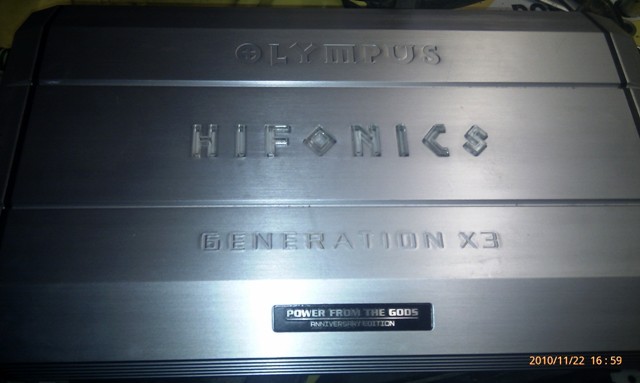 OLYMPUS
HIFONICS
GENERATION X3
POWER FROM THE GODS
ANNIVERSARY EDITION
2010/11/22 16:59